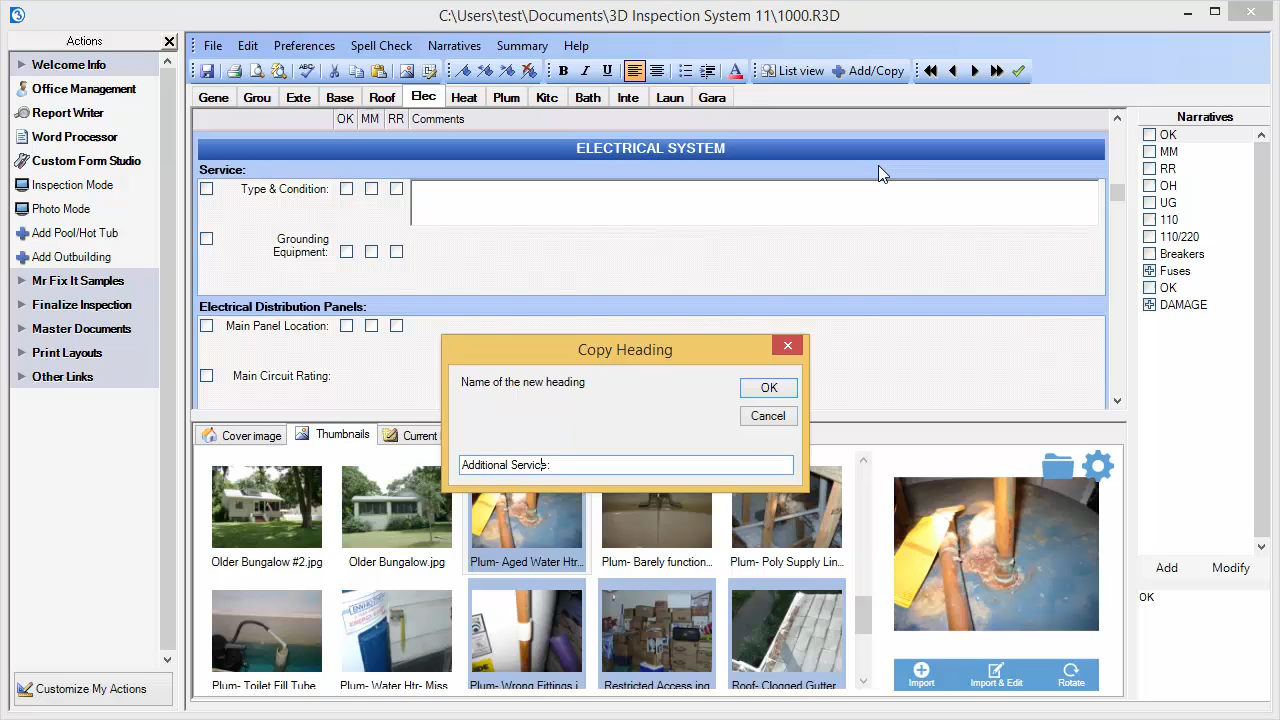 C:\Users\test\Documents\3D Inspection System 11\1000.R3D
Actions
Welcome Info
Office Management
Report Writer
Word Processor
Custom Form Studio
Inspection Mode
Photo Mode
Add Pool/Hot Tub
Add Outbuilding
Mr Fix It Samples
Finalize Inspection
Master Documents
Print Layouts
Other Links
Customize My Actions
File Edit Preferences Spell Check Narratives Summary Help
B I U A List view Add/Copy
Gene Grou Exte Base Roof Elec Heat Plum Kitc Bath Inte Laun Gara
OK MM RR Comments
ELECTRICAL SYSTEM
Service:
Type & Condition:
Grounding
Equipment:
Electrical Distribution Panels:
Main Panel Location:
Main Circuit Rating:
Copy Heading
Name of the new heading
OK
Cancel
Additional Service:
Cover image Thumbnails Current
Older Bungalow #2.jpg Older Bungalow.jpg Plum- Aged Water Htr... Plum- Barely function... Plum- Poly Supply Lin...
Plum- Toilet Fill Tube Plum- Water Htr- Miss Plum- Wrong Fittings i Restricted Access.jpg Roof- Clogged Gutter
Import Import & Edit Rotate
Narratives
OK
MM
RR
OH
UG
110
110/220
Breakers
Fuses
OK
DAMAGE
Add Modify
OK